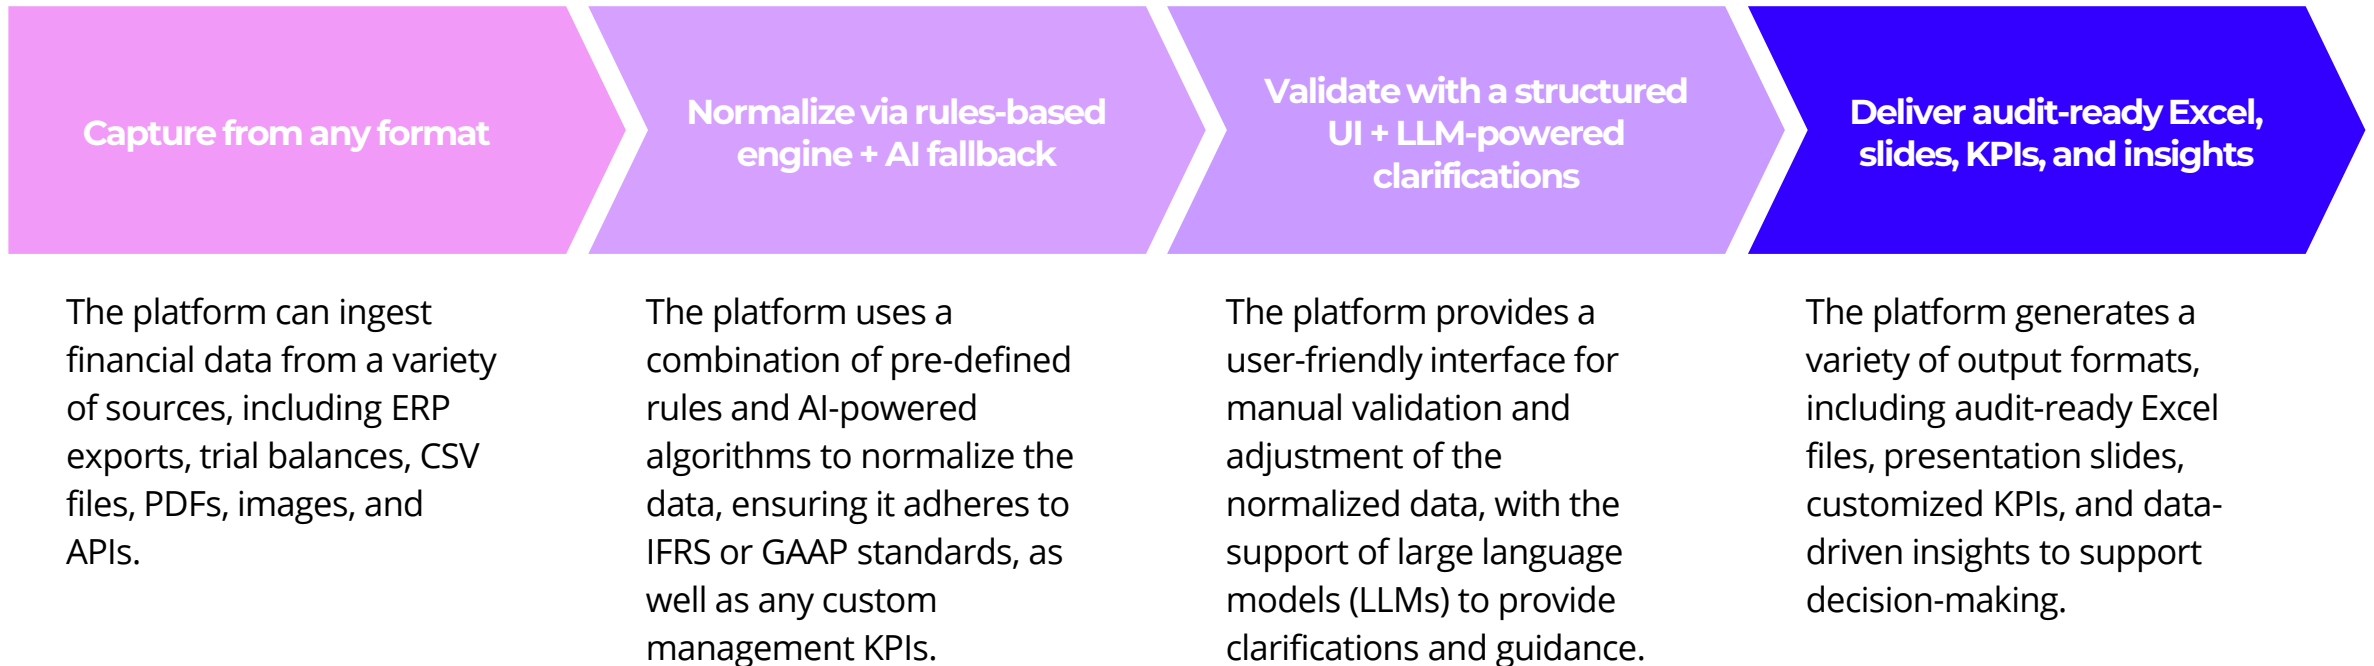 Capture from any format
The platform can ingest
financial data from a variety
of sources, including ERP
exports, trial balances, CSV
files, PDFs, images, and
APIs.
Normalize via rules-based
engine + AI fallback
The platform uses a
combination of pre-defined
rules and AI-powered
algorithms to normalize the
data, ensuring it adheres to
IFRS or GAAP standards, as
well as any custom
management KPIs.
Validate with a structured
UI + LLM-powered
clarifications
The platform provides a
user-friendly interface for
manual validation and
adjustment of the
normalized data, with the
support of large language
models (LLMs) to provide
clarifications and guidance.
Deliver audit-ready Excel,
slides, KPIs, and insights
The platform generates a
variety of output formats,
including audit-ready Excel
files, presentation slides,
customized KPIs, and data-
driven insights to support
decision-making.